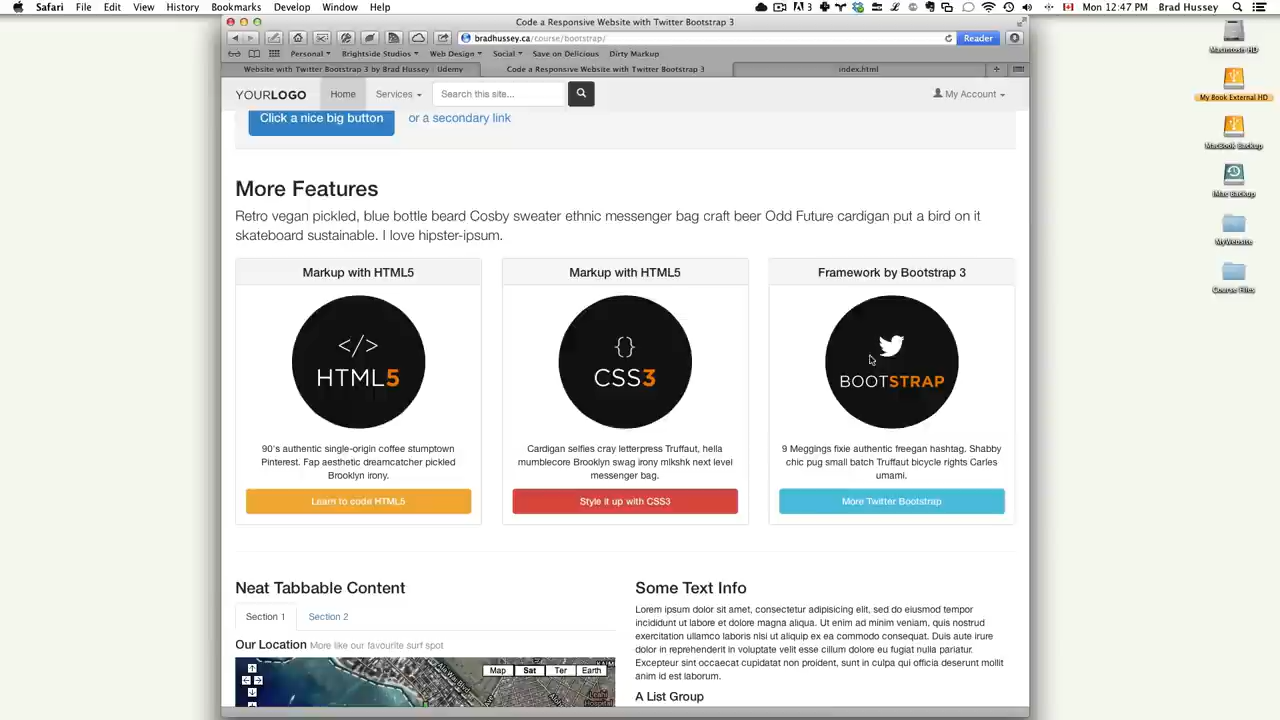 Safari File Edit View History Bookmarks Develop Window Help
Mon 12:47 PM Brad Hussey
Code a Responsive Website with Twitter Bootstrap 3
bradhussey.ca/course/bootstrap/
Reader
Personal Brightside Studios Web Design Social Save on Delicious Dirty Markup
Website with Twitter Bootstrap 3 by Brad Hussey - Udemy
Code a Responsive Website with Twitter Bootstrap 3
index.html
YOURLOGO Home Services Search this site... My Account
Click a nice big button or a secondary link
More Features
Retro vegan pickled, blue bottle beard Cosby sweater ethnic messenger bag craft beer Odd Future cardigan put a bird on it
skateboard sustainable. I love hipster-ipsum.
Markup with HTML5
</>
HTML5
90's authentic single-origin coffee stumptown
Pinterest. Fap aesthetic dreamcatcher pickled
Brooklyn irony.
Learn to code HTML5
Markup with HTML5
{}
CSS3
Cardigan selfies cray letterpress Truffaut, hella
mumblecore Brooklyn swag irony mlkshk next level
messenger bag.
Style it up with CSS3
Framework by Bootstrap 3
BOOTSTRAP
9 Meggings fixie authentic freegan hashtag. Shabby
chic pug small batch Truffaut bicycle rights Carles
umami.
More Twitter Bootstrap
Neat Tabbable Content
Section 1 Section 2
Our Location More like our favourite surf spot
Map Sat Ter Earth
Some Text Info
Lorem ipsum dolor sit amet, consectetur adipisicing elit, sed do eiusmod tempor
incididunt ut labore et dolore magna aliqua. Ut enim ad minim veniam, quis nostrud
exercitation ullamco laboris nisi ut aliquip ex ea commodo consequat. Duis aute irure
dolor in reprehenderit in voluptate velit esse cillum dolore eu fugiat nulla pariatur.
Excepteur sint occaecat cupidatat non proident, sunt in culpa qui officia deserunt mollit
anim id est laborum.
A List Group
Macintosh HD
My Book External HD
MacBook Backup
iMac Backup
MyWebsite
Course Files